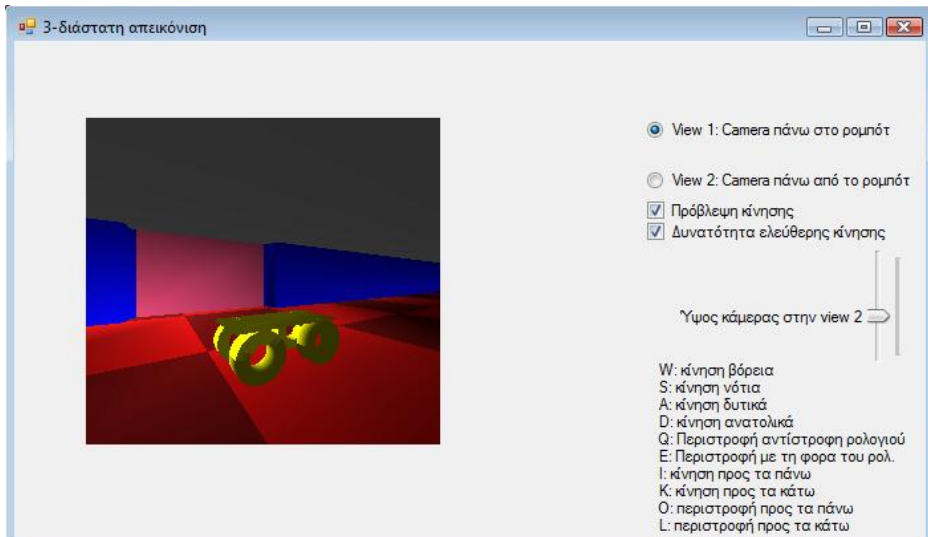 3-διάστατη απεικόνιση
View 1: Camera πάνω στο ρομπότ
View 2: Camera πάνω από το ρομπότ
Πρόβλεψη κίνησης
Δυνατότητα ελεύθερης κίνησης
Ύψος κάμερας στην view 2
W: κίνηση βόρεια
S: κίνηση νότια
A: κίνηση δυτικά
D: κίνηση ανατολικά
Q: Περιστροφή αντίστροφη ρολογιού
E: Περιστροφή με τη φορα του ρολ.
I: κίνηση προς τα πάνω
K: κίνηση προς τα κάτω
O: περιστροφή προς τα πάνω
L: περιστροφή προς τα κάτω